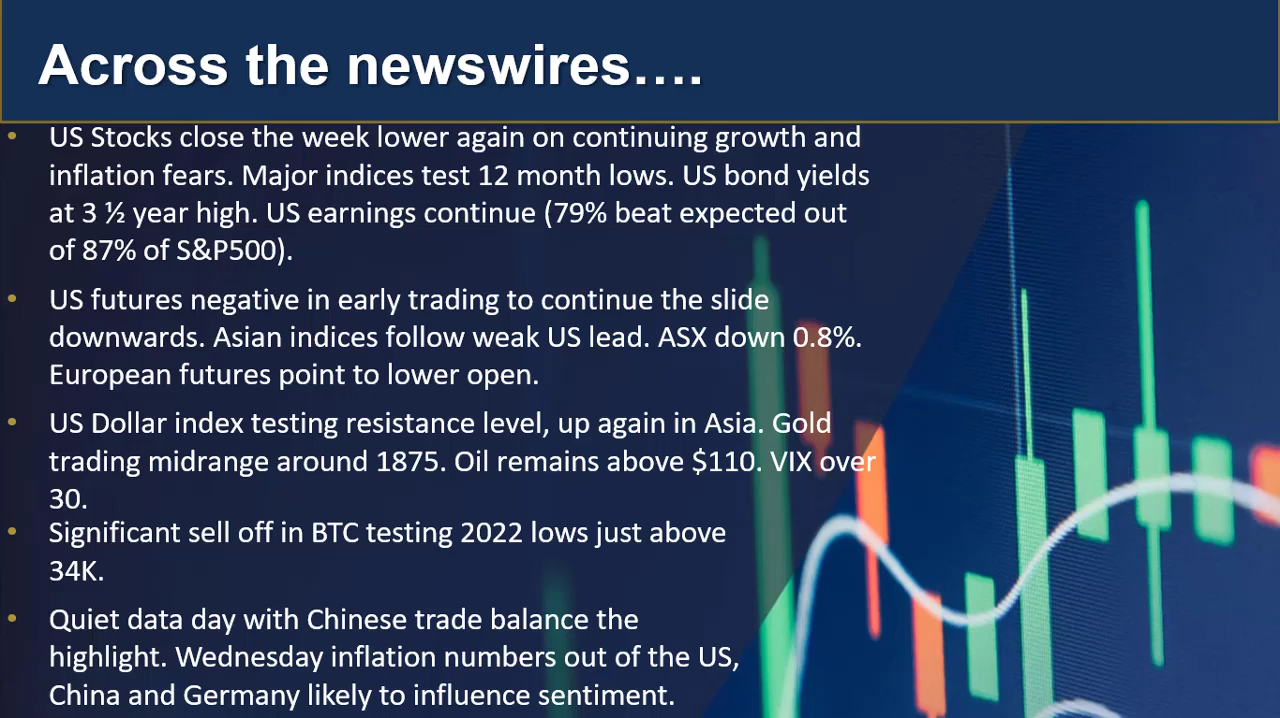 Across the newswires….
• US Stocks close the week lower again on continuing growth and
inflation fears. Major indices test 12 month lows. US bond yields
at 3 ½ year high. US earnings continue (79% beat expected out
of 87% of S&P500).
• US futures negative in early trading to continue the slide
downwards. Asian indices follow weak US lead. ASX down 0.8%.
European futures point to lower open.
• US Dollar index testing resistance level, up again in Asia. Gold
trading midrange around 1875. Oil remains above $110. VIX over
30.
• Significant sell off in BTC testing 2022 lows just above
34K.
• Quiet data day with Chinese trade balance the
highlight. Wednesday inflation numbers out of the US,
China and Germany likely to influence sentiment.